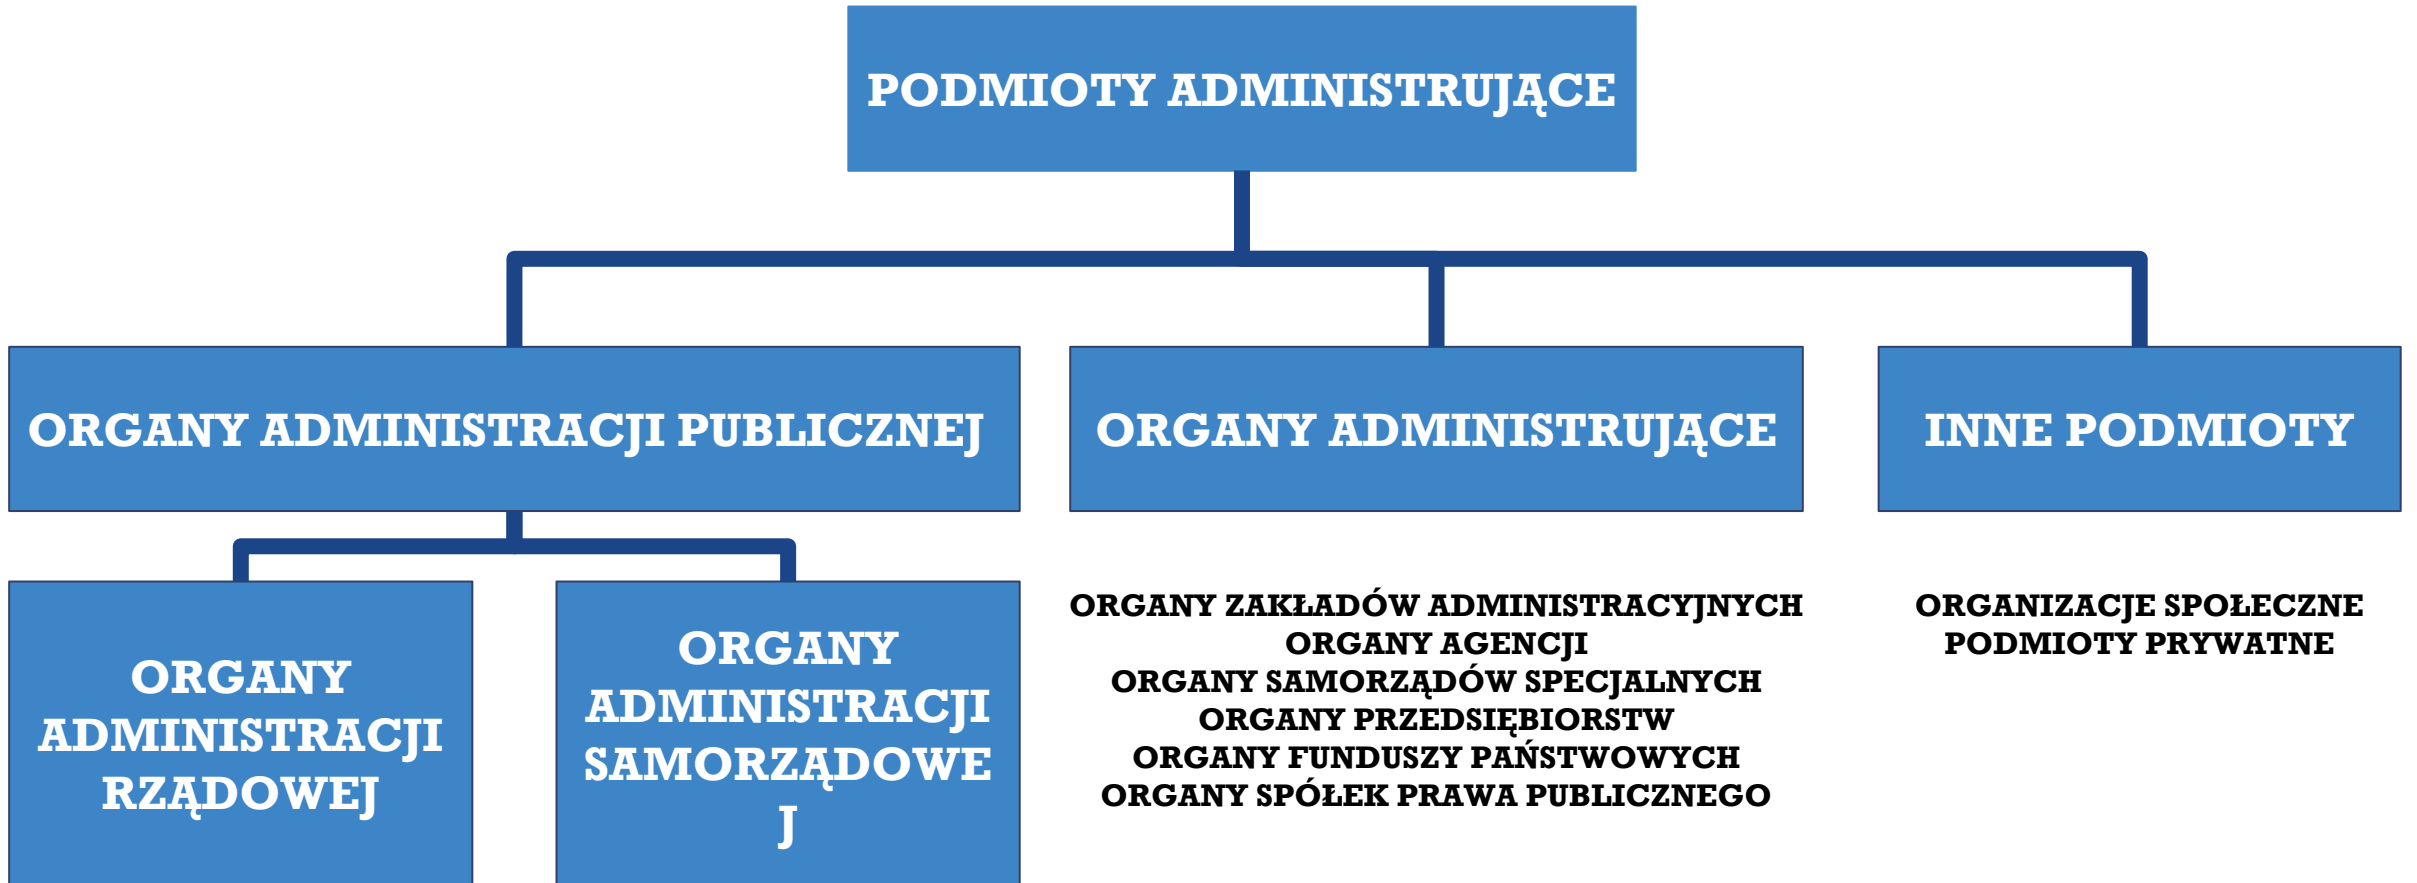 PODMIOTY ADMINISTRUJĄCE
ORGANY ADMINISTRACJI PUBLICZNEJ
ORGANY ADMINISTRUJĄCE
INNE PODMIOTY
ORGANY
ADMINISTRACJI
RZĄDOWEJ
ORGANY
ADMINISTRACJI
SAMORZĄDOWE
J
ORGANY ZAKŁADÓW ADMINISTRACYJNYCH
ORGANY AGENCJI
ORGANY SAMORZĄDÓW SPECJALNYCH
ORGANY PRZEDSIĘBIORSTW
ORGANY FUNDUSZY PAŃSTWOWYCH
ORGANY SPÓŁEK PRAWA PUBLICZNEGO
ORGANIZACJE SPOŁECZNE
PODMIOTY PRYWATNE